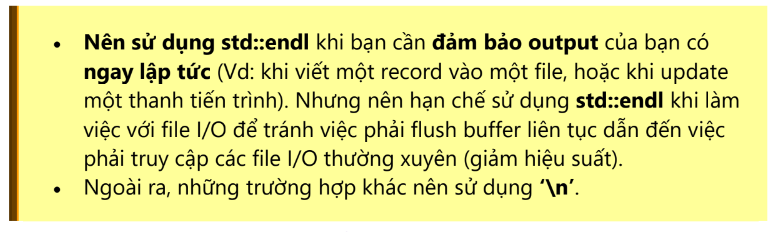 • Nên sử dụng std::endl khi bạn cần đảm bảo output của bạn có
ngay lập tức (Vd: khi viết một record vào một file, hoặc khi update
một thanh tiến trình). Nhưng nên hạn chế sử dụng std::endl khi làm
việc với file I/O để tránh việc phải flush buffer liên tục dẫn đến việc
phải truy cập các file I/O thường xuyên (giảm hiệu suất).
• Ngoài ra, những trường hợp khác nên sử dụng ‘\n’.